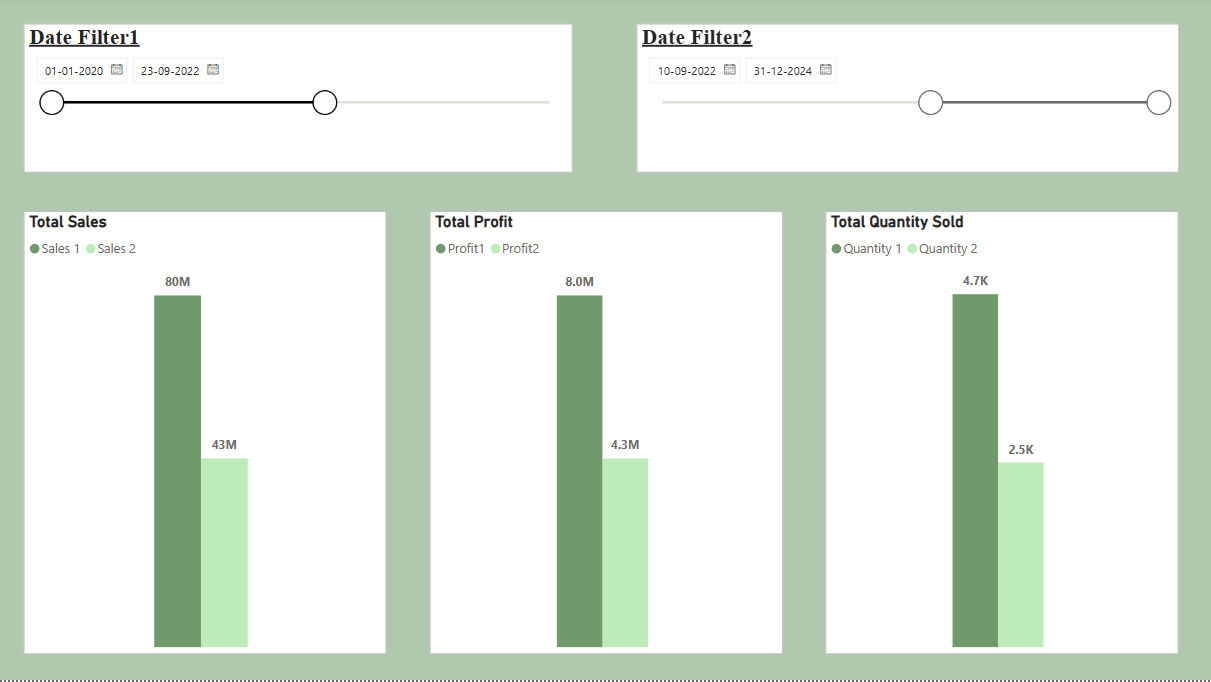 Date Filter1
01-01-2020 23-09-2022
Date Filter2
10-09-2022 31-12-2024
Total Sales
Sales 1 Sales 2
80M
43M
Total Profit
Profit1 Profit2
8.0M
4.3M
Total Quantity Sold
Quantity 1 Quantity 2
4.7K
2.5K